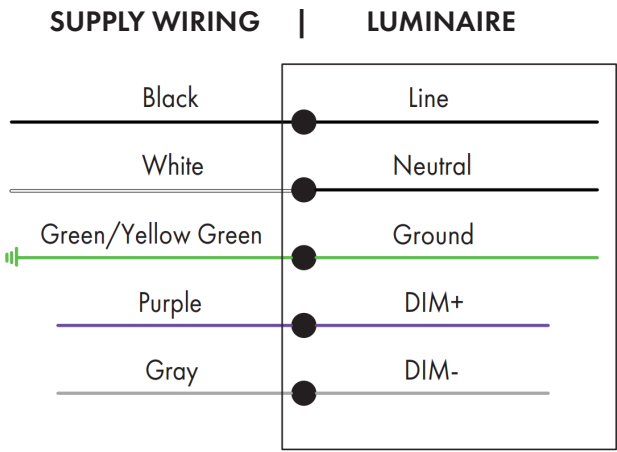 SUPPLY WIRING | LUMINAIRE
Black Line
White Neutral
Green/Yellow Green Ground
Purple DIM+
Gray DIM-